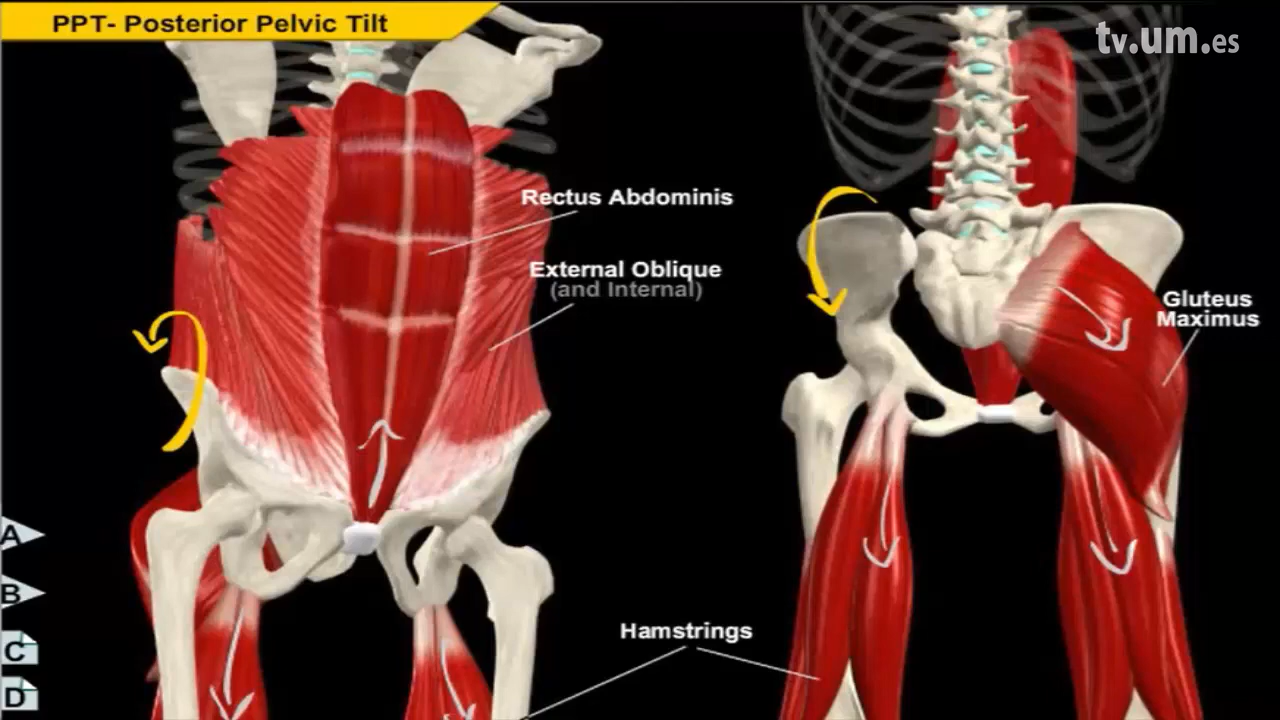 PPT- Posterior Pelvic Tilt
tv.um.es
Rectus Abdominis
External Oblique
(and Internal)
Gluteus
Maximus
Hamstrings
A
B
C
D